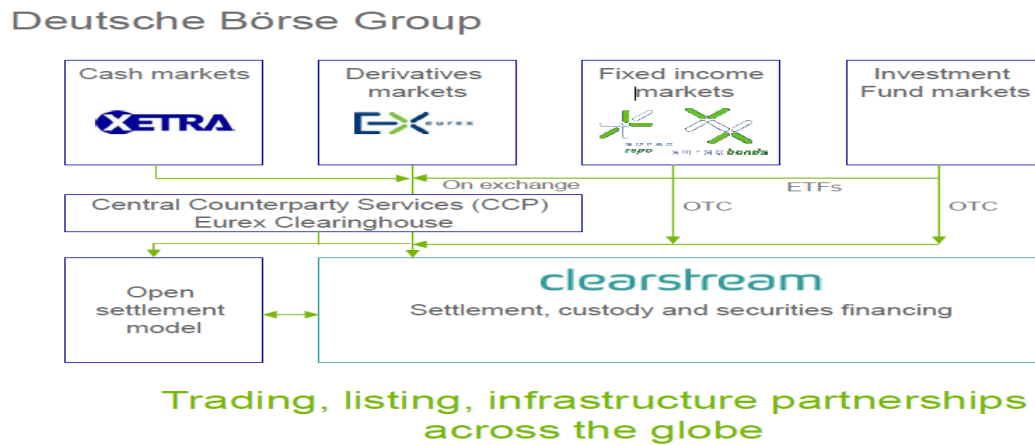 Deutsche Börse Group
Cash markets
XETRA
Derivatives
markets
EX eurex
Fixed income
markets
repo
bonds
Investment
Fund markets
On exchange
ETFs
OTC
OTC
Central Counterparty Services (CCP)
Eurex Clearinghouse
Open
settlement
model
clearstream
Settlement, custody and securities financing
Trading, listing, infrastructure partnerships
across the globe